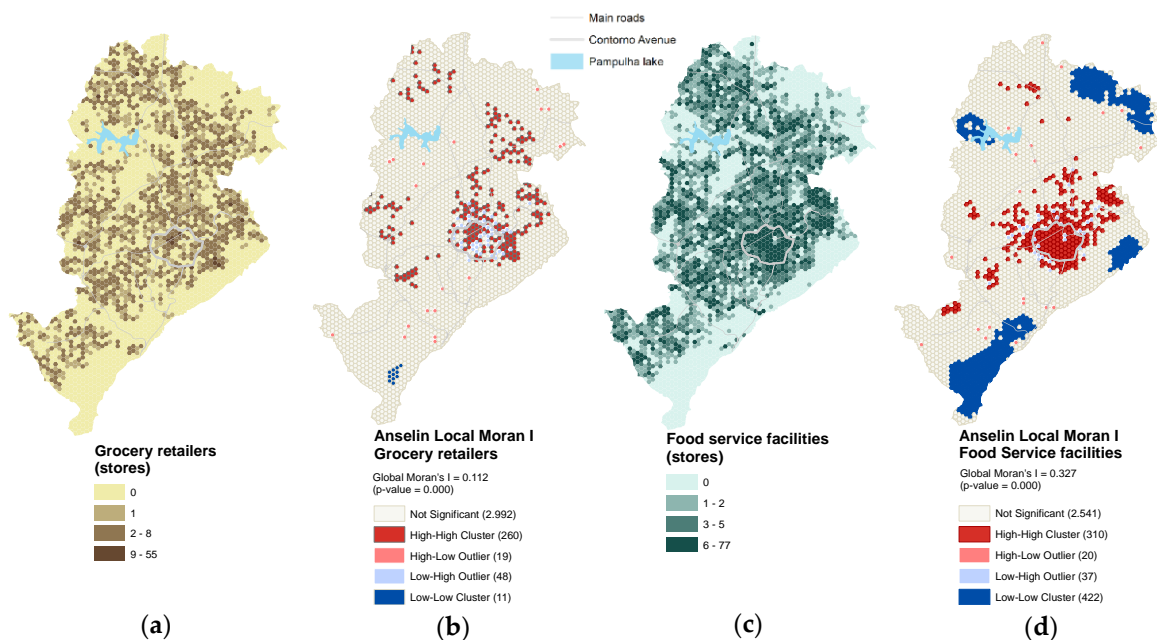 Main roads
Contorno Avenue
Pampulha lake
Grocery retailers
(stores)
0
1
2 - 8
9 - 55
(a)
Anselin Local Moran I
Grocery retailers
Global Moran's I = 0.112
(p-value = 0.000)
Not Significant (2.992)
High-High Cluster (260)
High-Low Outlier (19)
Low-High Outlier (48)
Low-Low Cluster (11)
(b)
Food service facilities
(stores)
0
1 - 2
3 - 5
6 - 77
(c)
Anselin Local Moran I
Food Service facilities
Global Moran's I = 0.327
(p-value = 0.000)
Not Significant (2.541)
High-High Cluster (310)
High-Low Outlier (20)
Low-High Outlier (37)
Low-Low Cluster (422)
(d)